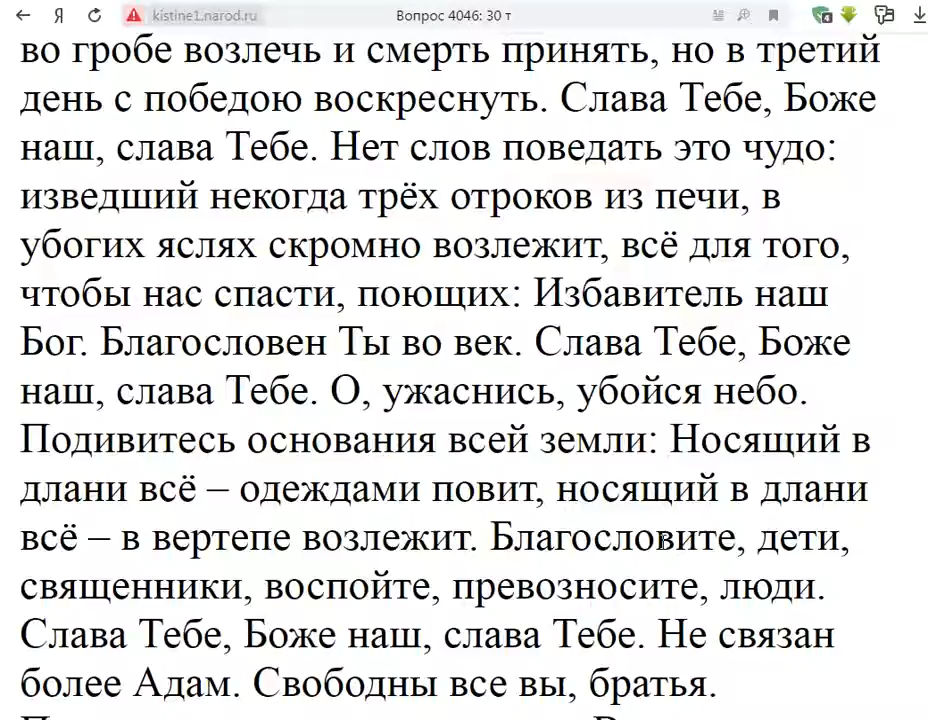 kistine1.narod.ru
Вопрос 4046: 30 т
во гробе возлечь и смерть принять, но в третий
день с победою воскреснуть. Слава Тебе, Боже
наш, слава Тебе. Нет слов поведать это чудо:
изведший некогда трёх отроков из печи, в
убогих яслях скромно возлежит, всё для того,
чтобы нас спасти, поющих: Избавитель наш
Бог. Благословен Ты во век. Слава Тебе, Боже
наш, слава Тебе. О, ужаснись, убойся небо.
Подивитесь основания всей земли: Носящий в
длани всё – одеждами повит, носящий в длани
всё – в вертепе возлежит. Благословите, дети,
священники, воспойте, превозносите, люди.
Слава Тебе, Боже наш, слава Тебе. Не связан
более Адам. Свободны все вы, братья.